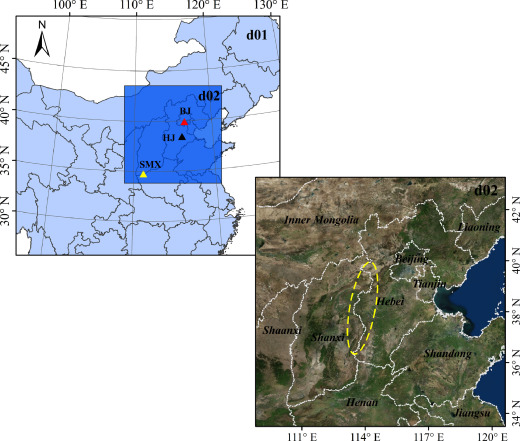 100° E
110° E
120° E
130° E
N
d01
45° N
40° N
35° N
30° N
d02
BJ
HJ
SMX
d02
Inner Mongolia
Liaoning
Beijing
Tianjin
Hebei
Shaanxi
Shanxi
Shandong
Henan
Jiangsu
42° N
40° N
38° N
36° N
34° N
111° E
114° E
117° E
120° E